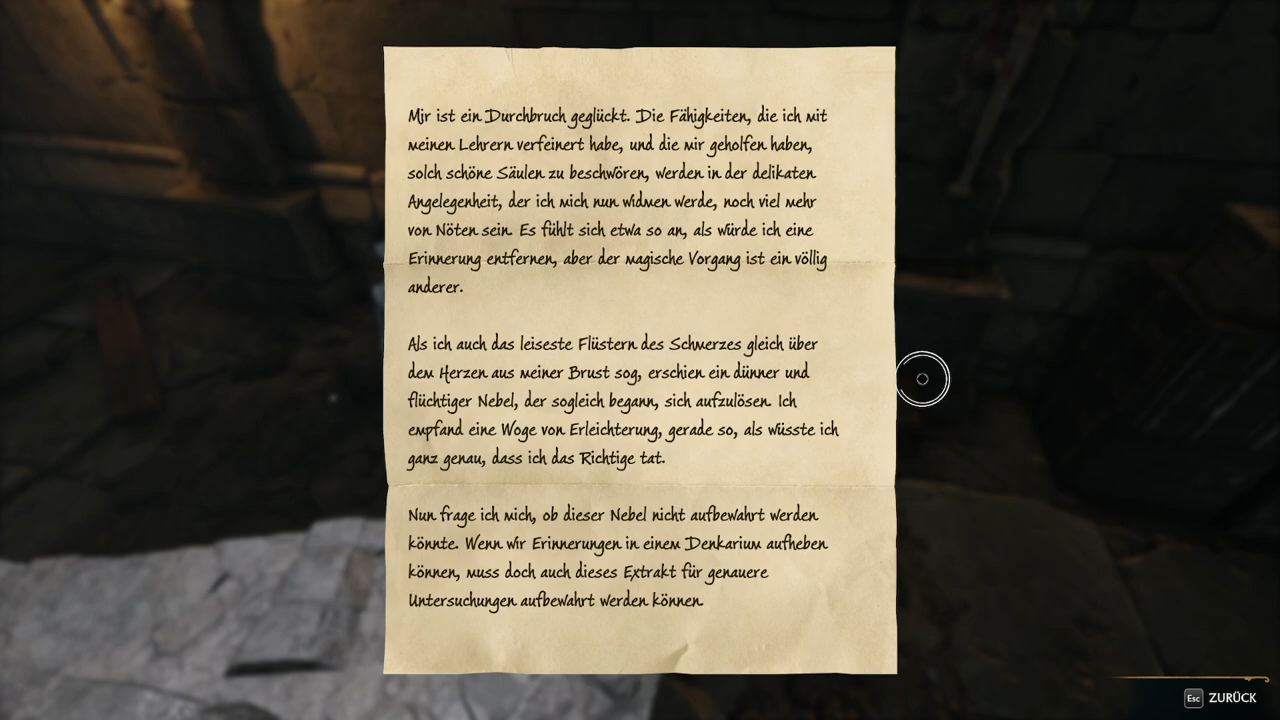 Mir ist ein Durchbruch geglückt. Die Fähigkeiten, die ich mit
meinen Lehrern verfeinert habe, und die mir geholfen haben,
solch schöne Säulen zu beschwören, werden in der delikaten
Angelegenheit, der ich mich nun widmen werde, noch viel mehr
von Nöten sein. Es fühlt sich etwa so an, als würde ich eine
Erinnerung entfernen, aber der magische Vorgang ist ein völlig
anderer.
Als ich auch das leiseste Flüstern des Schmerzes gleich über
dem Herzen aus meiner Brust sog, erschien ein dünner und
flüchtiger Nebel, der sogleich begann, sich aufzulösen. Ich
empfand eine Woge von Erleichterung, gerade so, als wüsste ich
ganz genau, dass ich das Richtige tat.
Nun frage ich mich, ob dieser Nebel nicht aufbewahrt werden
könnte. Wenn wir Erinnerungen in einem Denkarium aufheben
können, muss doch auch dieses Extrakt für genauere
Untersuchungen aufbewahrt werden können.
Esc ZURÜCK